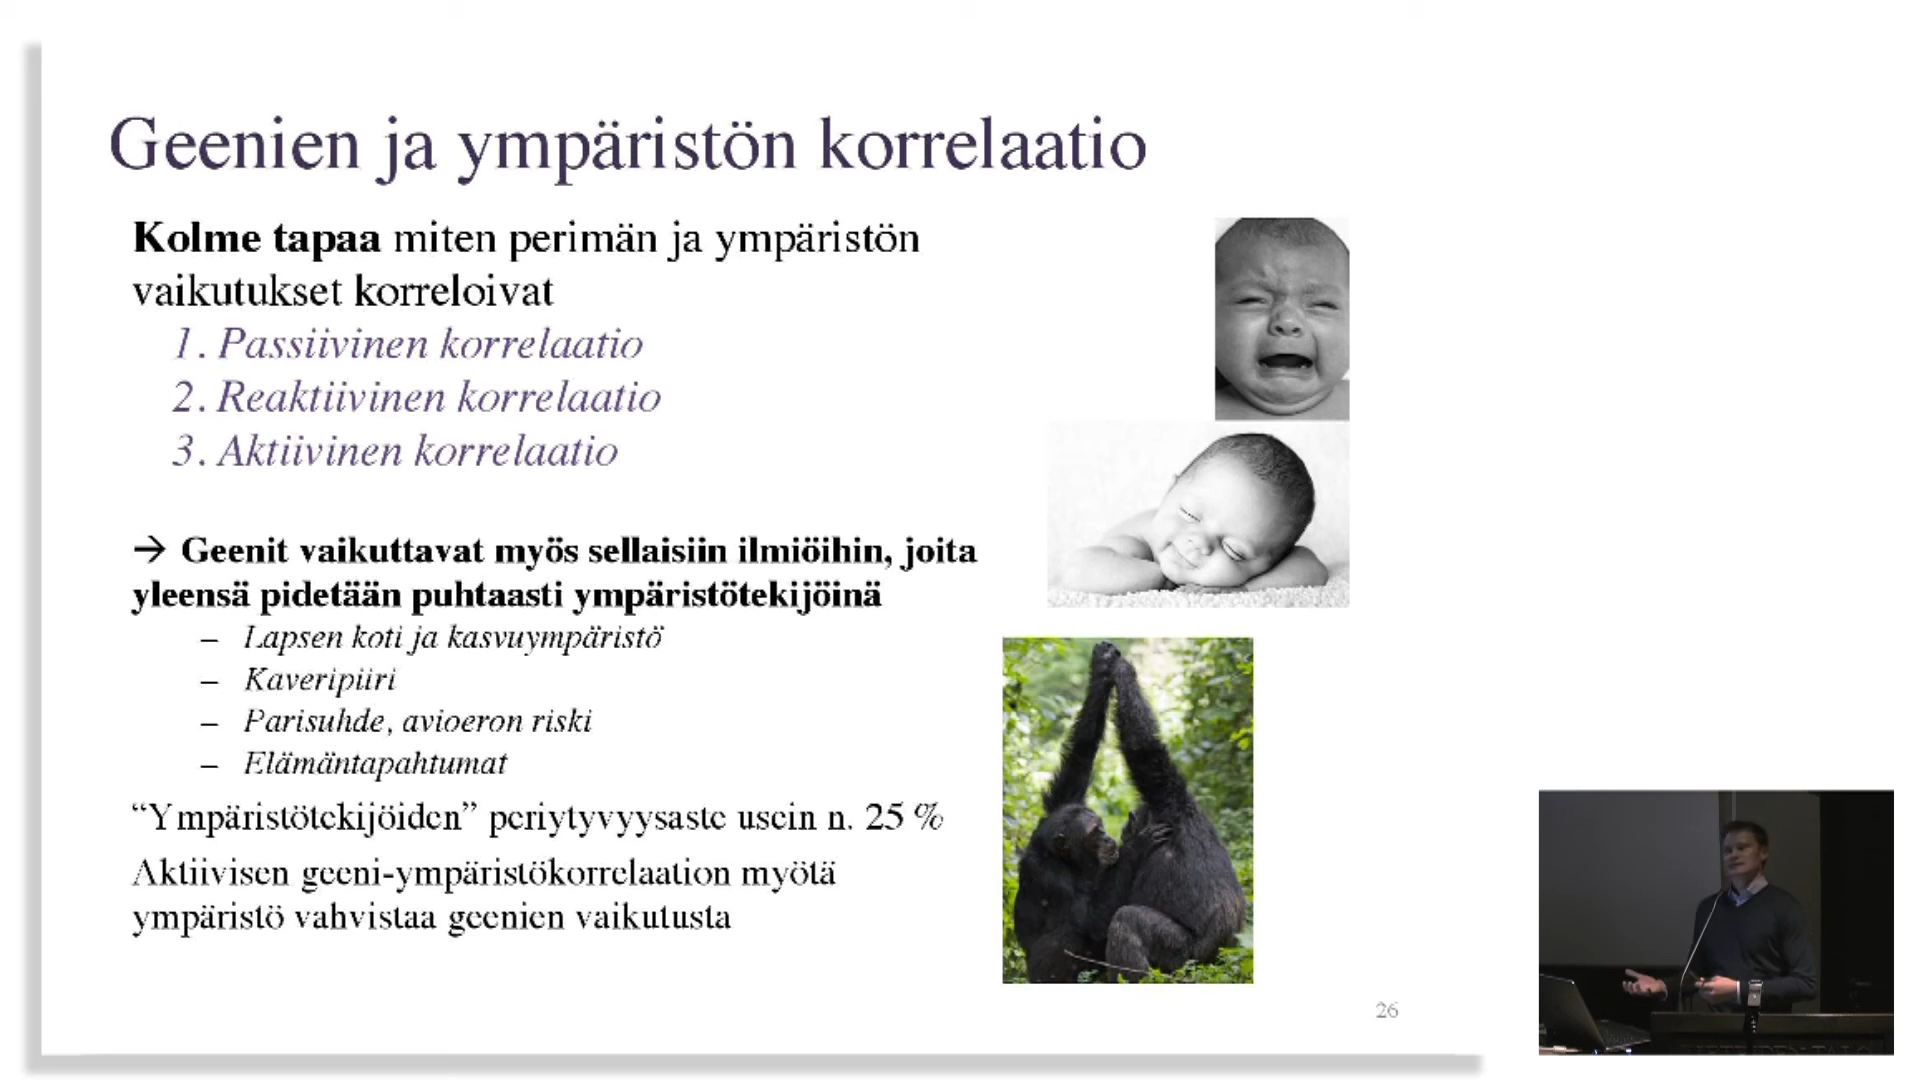 Geenien ja ympäristön korrelaatio
Kolme tapaa miten perimän ja ympäristön
vaikutukset korreloivat
1. Passiivinen korrelaatio
2. Reaktiivinen korrelaatio
3. Aktiivinen korrelaatio
→ Geenit vaikuttavat myös sellaisiin ilmiöihin, joita
yleensä pidetään puhtaasti ympäristötekijöinä
– Lapsen koti ja kasvuympäristö
– Kaveripiiri
– Parisuhde, avioeron riski
– Elämäntapahtumat
“Ympäristötekijöiden” periytyvyysaste usein n. 25 %
Aktiivisen geeni-ympäristökorrelaation myötä
ympäristö vahvistaa geenien vaikutusta
26